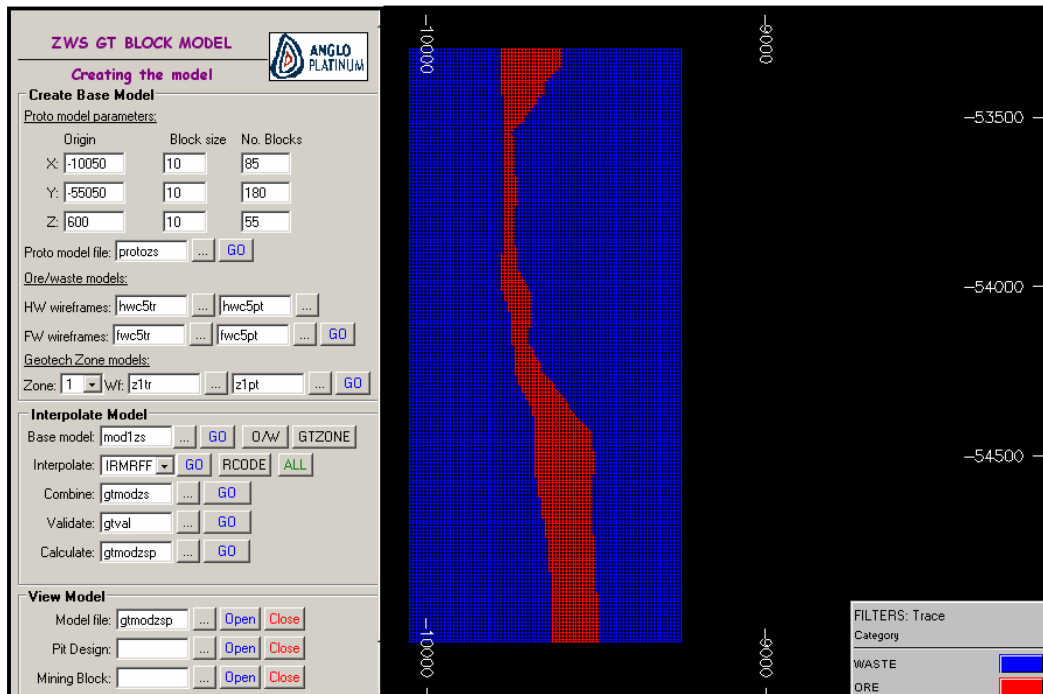 ZWS GT BLOCK MODEL
ANGLO
PLATINUM
Creating the model
Create Base Model
Proto model parameters:
Origin Block size No. Blocks
X: -10050 10 85
Y: -55050 10 180
Z: 600 10 55
Proto model file: protozs ... GO
Ore/waste models:
HW wireframes: hwc5tr ... hwc5pt ...
FW wireframes: fwc5tr ... fwc5pt ... GO
Geotech Zone models:
Zone: 1 Wf: z1tr ... z1pt ... GO
Interpolate Model
Base model: mod1zs ... GO O/W GTZONE
Interpolate: IRMRFF GO RCODE ALL
Combine: gtmodzs ... GO
Validate: gtval ... GO
Calculate: gtmodzsp ... GO
View Model
Model file: gtmodzsp ... Open Close
Pit Design: ... Open Close
Mining Block: ... Open Close
-10000
-9000
-53500
-54000
-54500
-10000
-9000
FILTERS: Trace
Category
WASTE
ORE